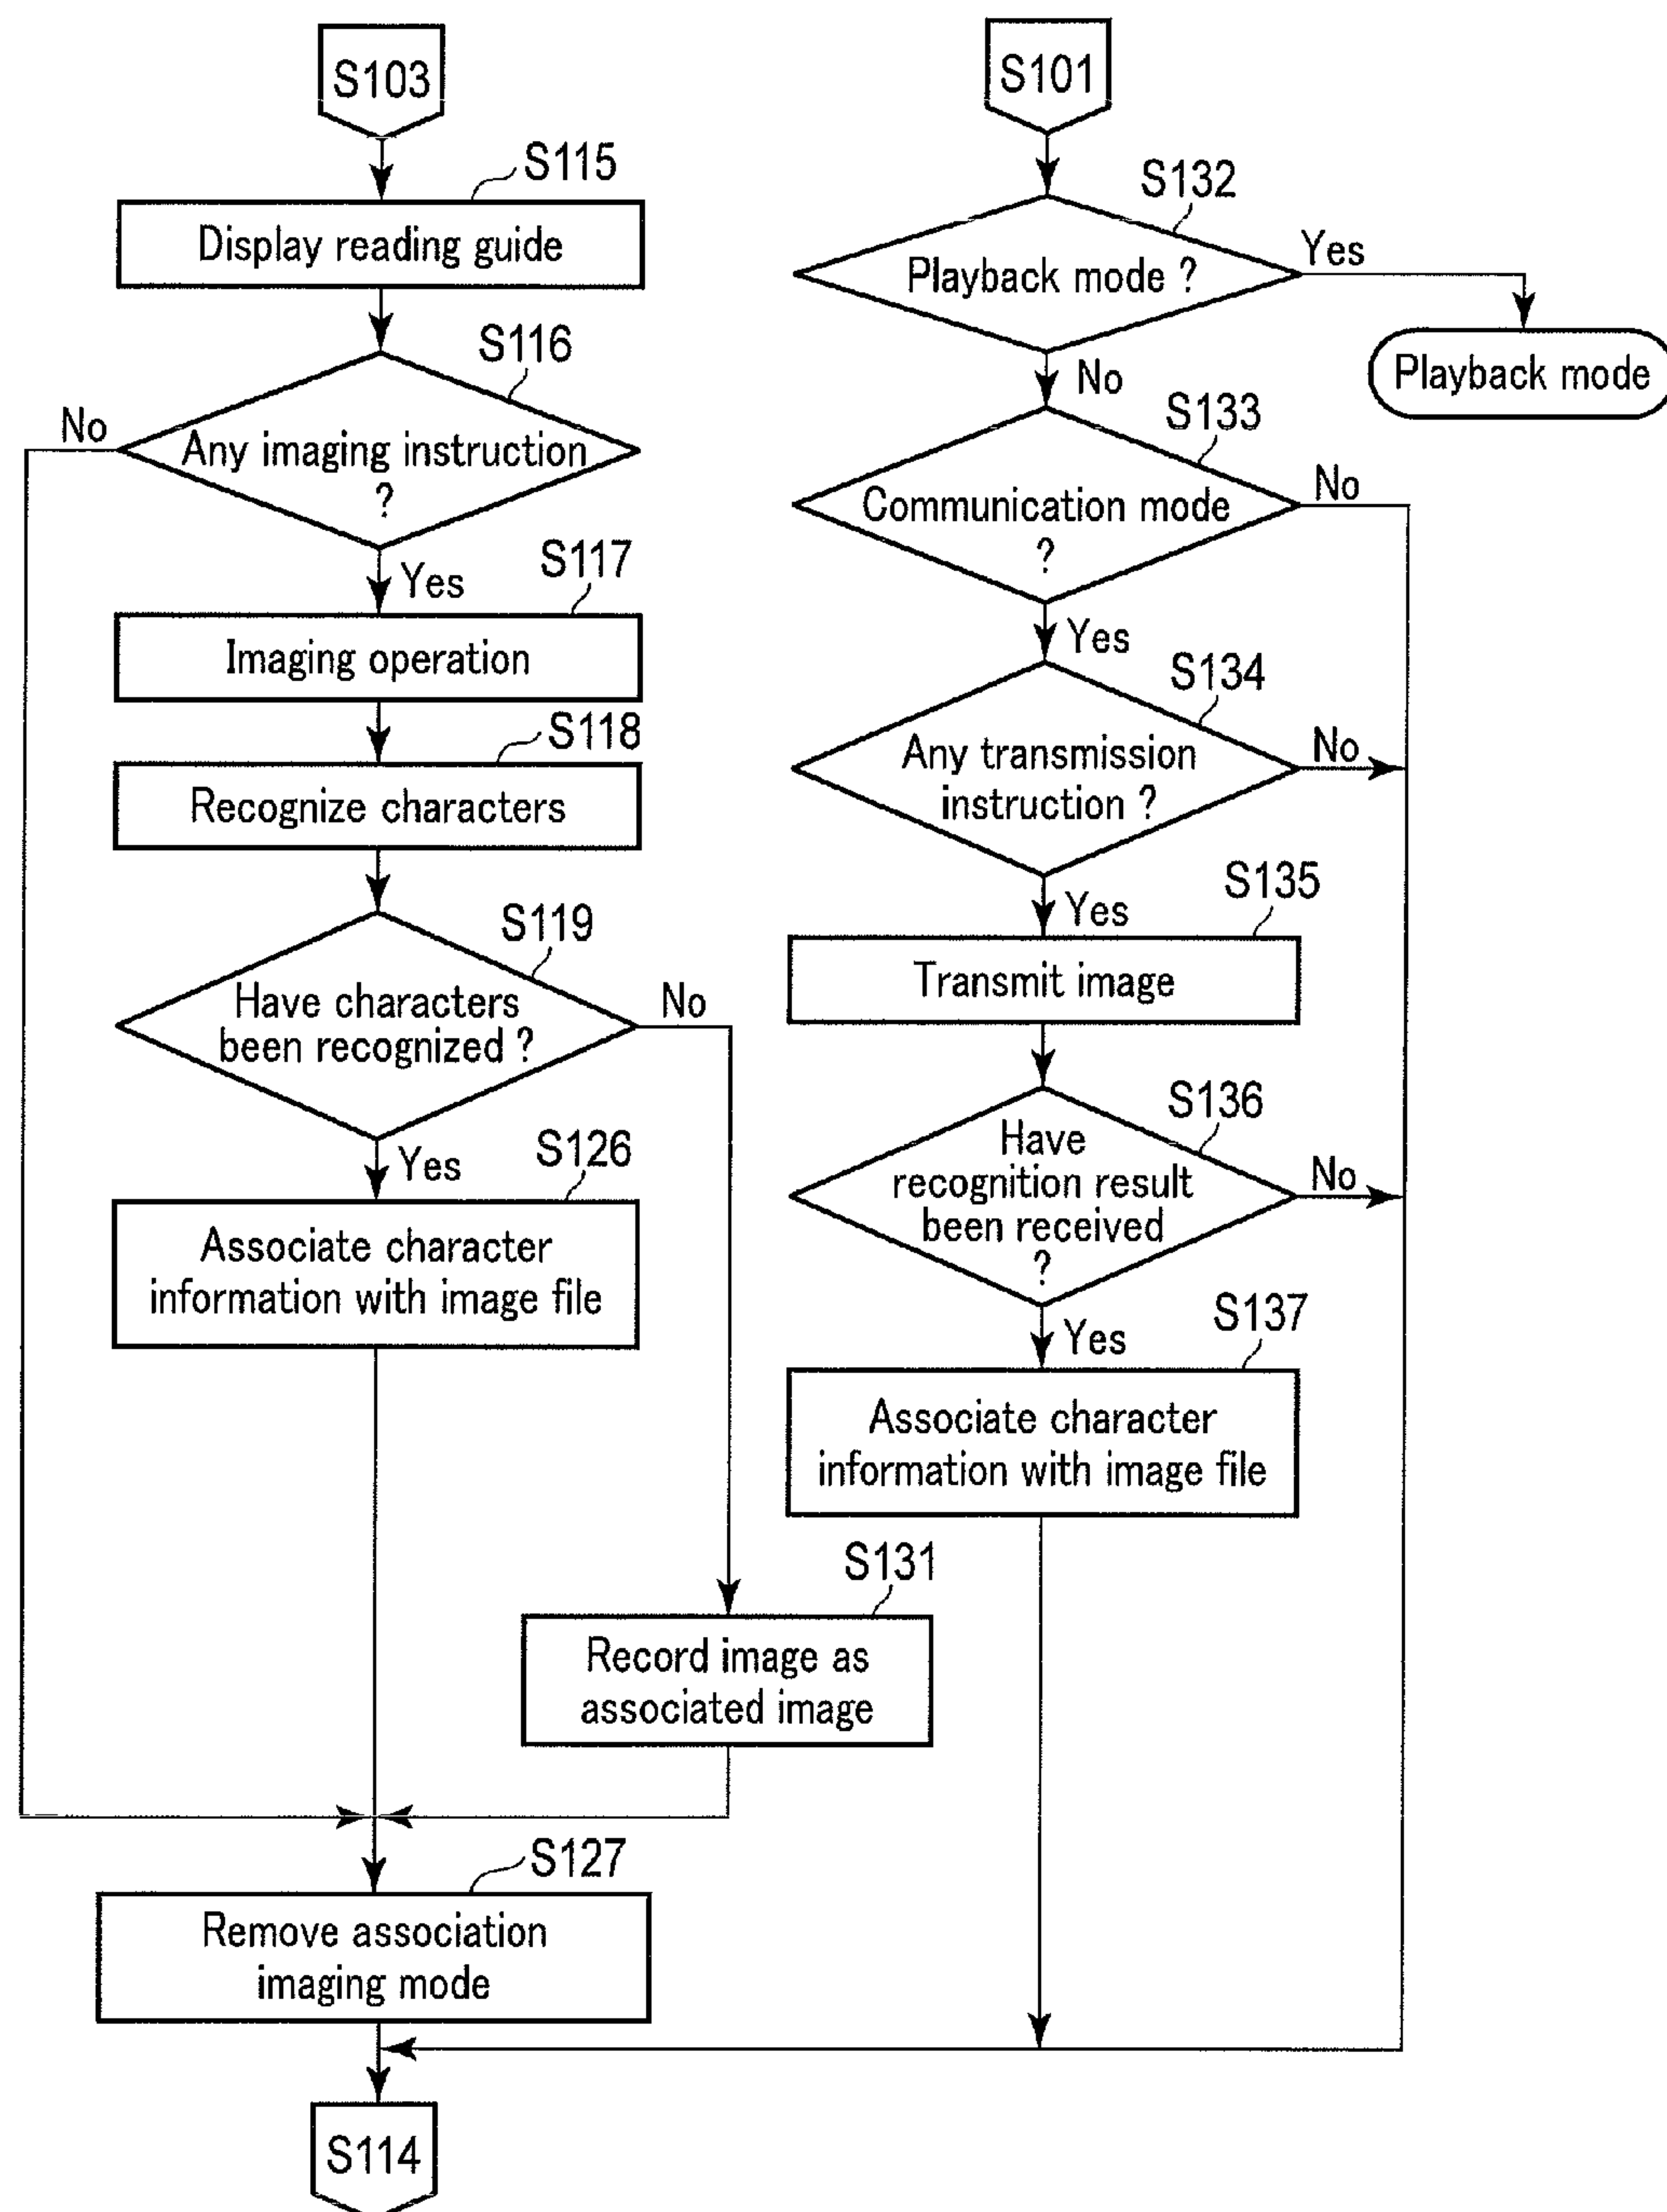 S103
S115
Display reading guide
S116
No
Any imaging instruction
?
Yes
S117
Imaging operation
S118
Recognize characters
S119
Have characters
been recognized ?
No
Yes
S126
Associate character
information with image file
S131
Record image as
associated image
S127
Remove association
imaging mode
S114
S101
S132
Playback mode ?
Yes
Playback mode
No
S133
Communication mode
?
No
Yes
S134
Any transmission
instruction ?
No
Yes
S135
Transmit image
S136
Have
recognition result
been received
?
No
Yes
S137
Associate character
information with image file